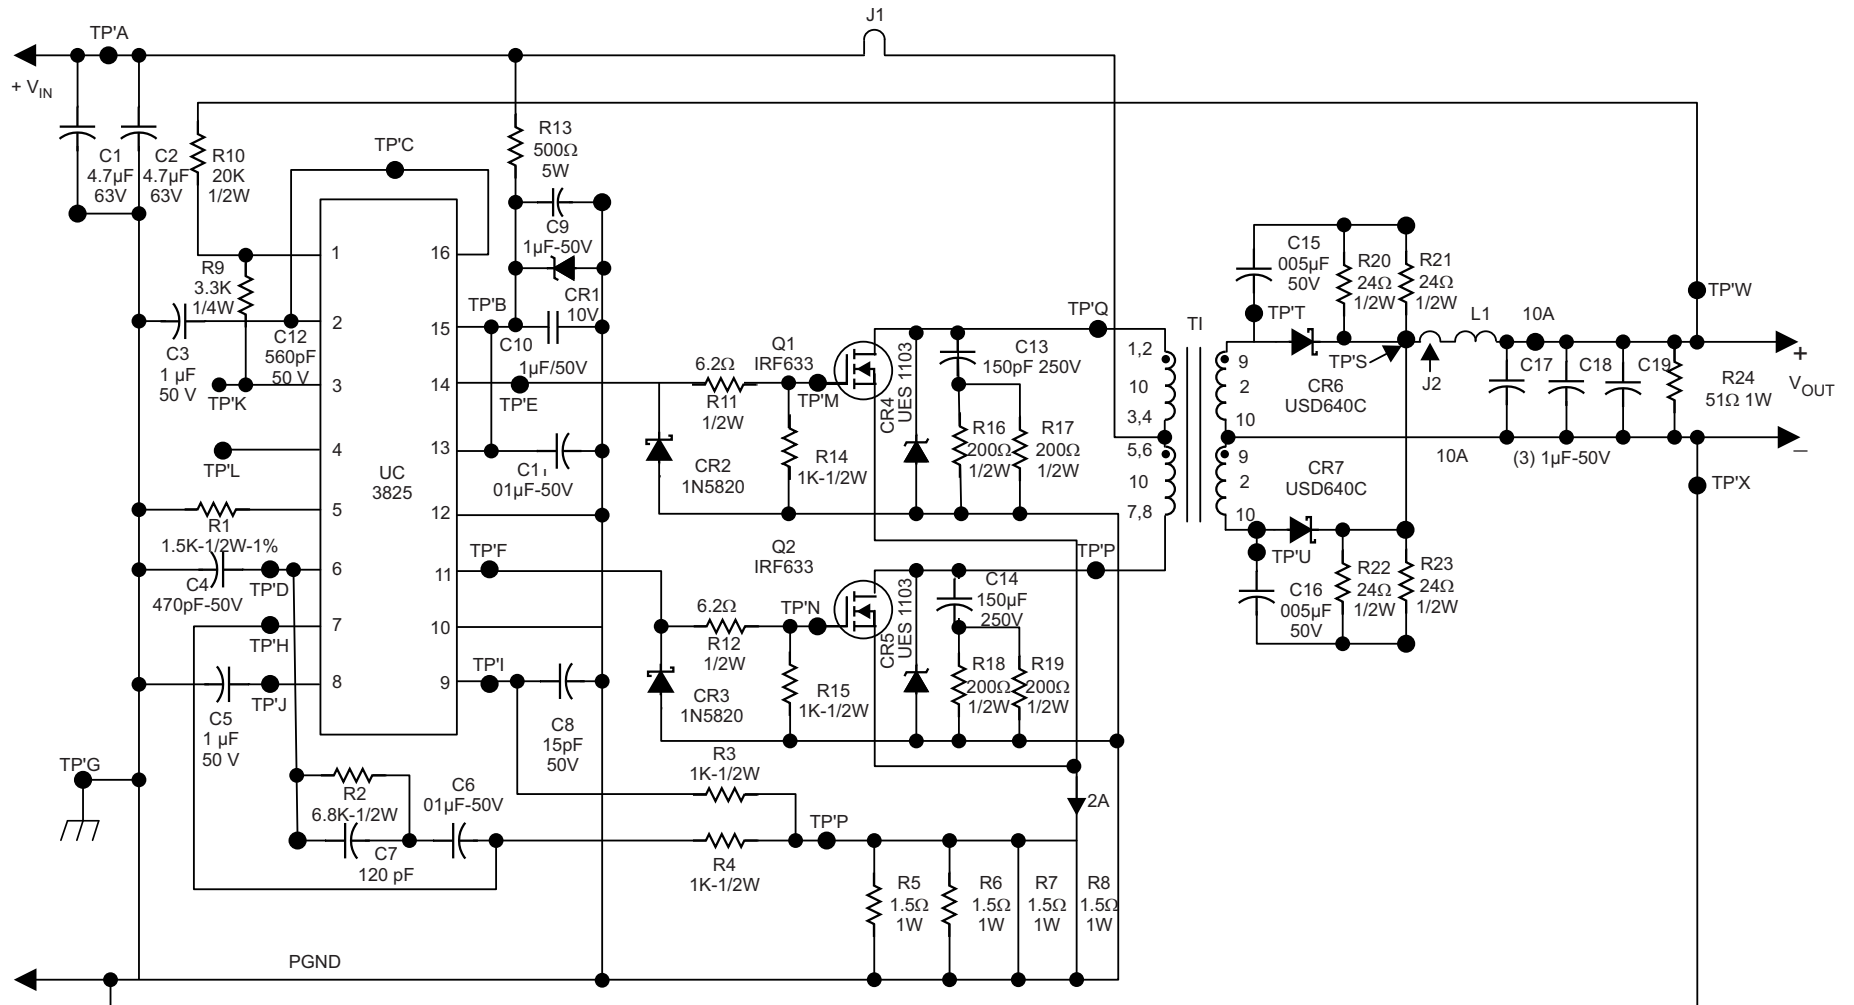 J1
TP'A
+ VIN
C1
4.7µF
63V
C2
4.7µF
63V
R10
20K
1/2W
TP'C
R13
500Ω
5W
C9
1µF-50V
CR1
10V
R9
3.3K
1/4W
C12
560pF
50 V
C3
1 µF
50 V
TP'K
TP'L
R1
1.5K-1/2W-1%
C4
470pF-50V
TP'D
TP'H
C5
1 µF
50 V
TP'J
TP'G
1
2
3
4
5
6
7
8
UC
3825
16
15
14
13
12
11
10
9
TP'B
C10
1µF/50V
TP'E
C1
01µF-50V
TP'F
TP'I
C8
15pF
50V
R2
6.8K-1/2W
C7
120 pF
C6
01µF-50V
6.2Ω
R11
1/2W
Q1
IRF633
TP'M
CR2
1N5820
R14
1K-1/2W
CR4
UES 1103
C13
150pF 250V
R16
200Ω
1/2W
R17
200Ω
1/2W
TP'Q
Q2
IRF633
6.2Ω
R12
1/2W
TP'N
CR3
1N5820
R15
1K-1/2W
CR5
UES 1103
C14
150µF
250V
R18
200Ω
1/2W
R19
200Ω
1/2W
TP'P
R3
1K-1/2W
R4
1K-1/2W
TP'P
2A
R5
1.5Ω
1W
R6
1.5Ω
1W
R7
1.5Ω
1W
R8
1.5Ω
1W
PGND
TI
1,2
10
3,4
5,6
10
7,8
9
2
10
9
2
10
C15
005µF
50V
R20
24Ω
1/2W
R21
24Ω
1/2W
TP'T
TP'S
CR6
USD640C
J2
L1
10A
C17
C18
C19
R24
51Ω 1W
TP'W
+
VOUT
–
10A
(3) 1µF-50V
TP'X
CR7
USD640C
TP'U
C16
005µF
50V
R22
24Ω
1/2W
R23
24Ω
1/2W